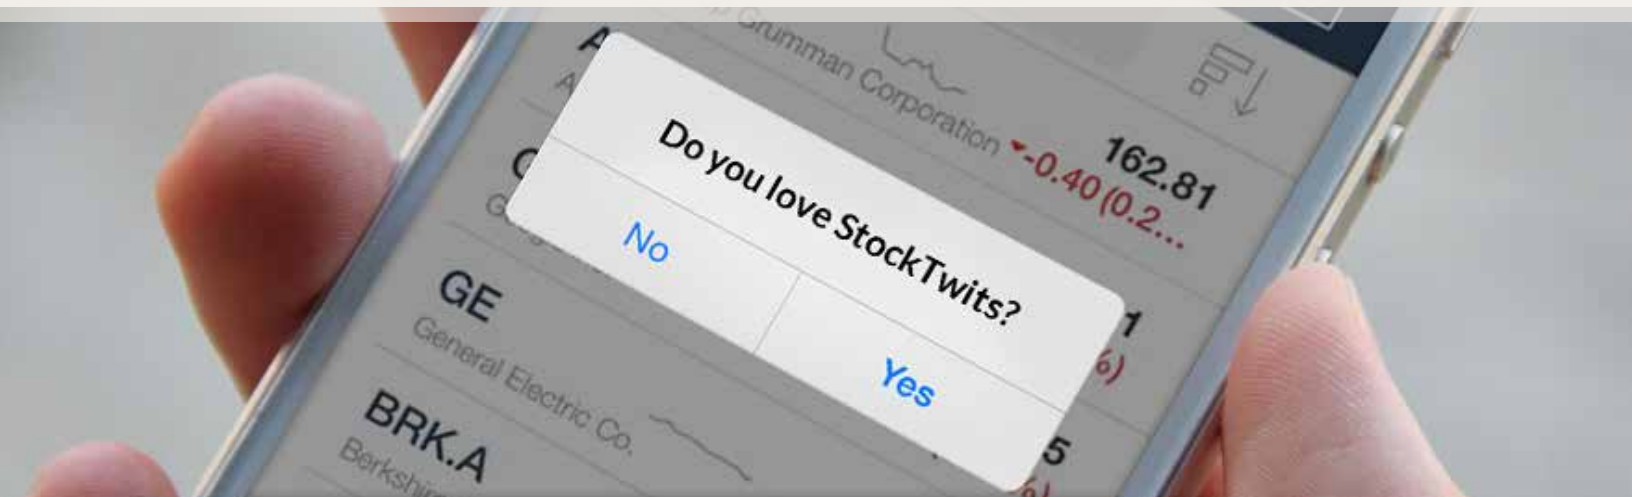 Grumman Corporation
162.81
-0.40 (0.2...
Do you love StockTwits?
No
Yes
GE
General Electric Co.
BRK.A